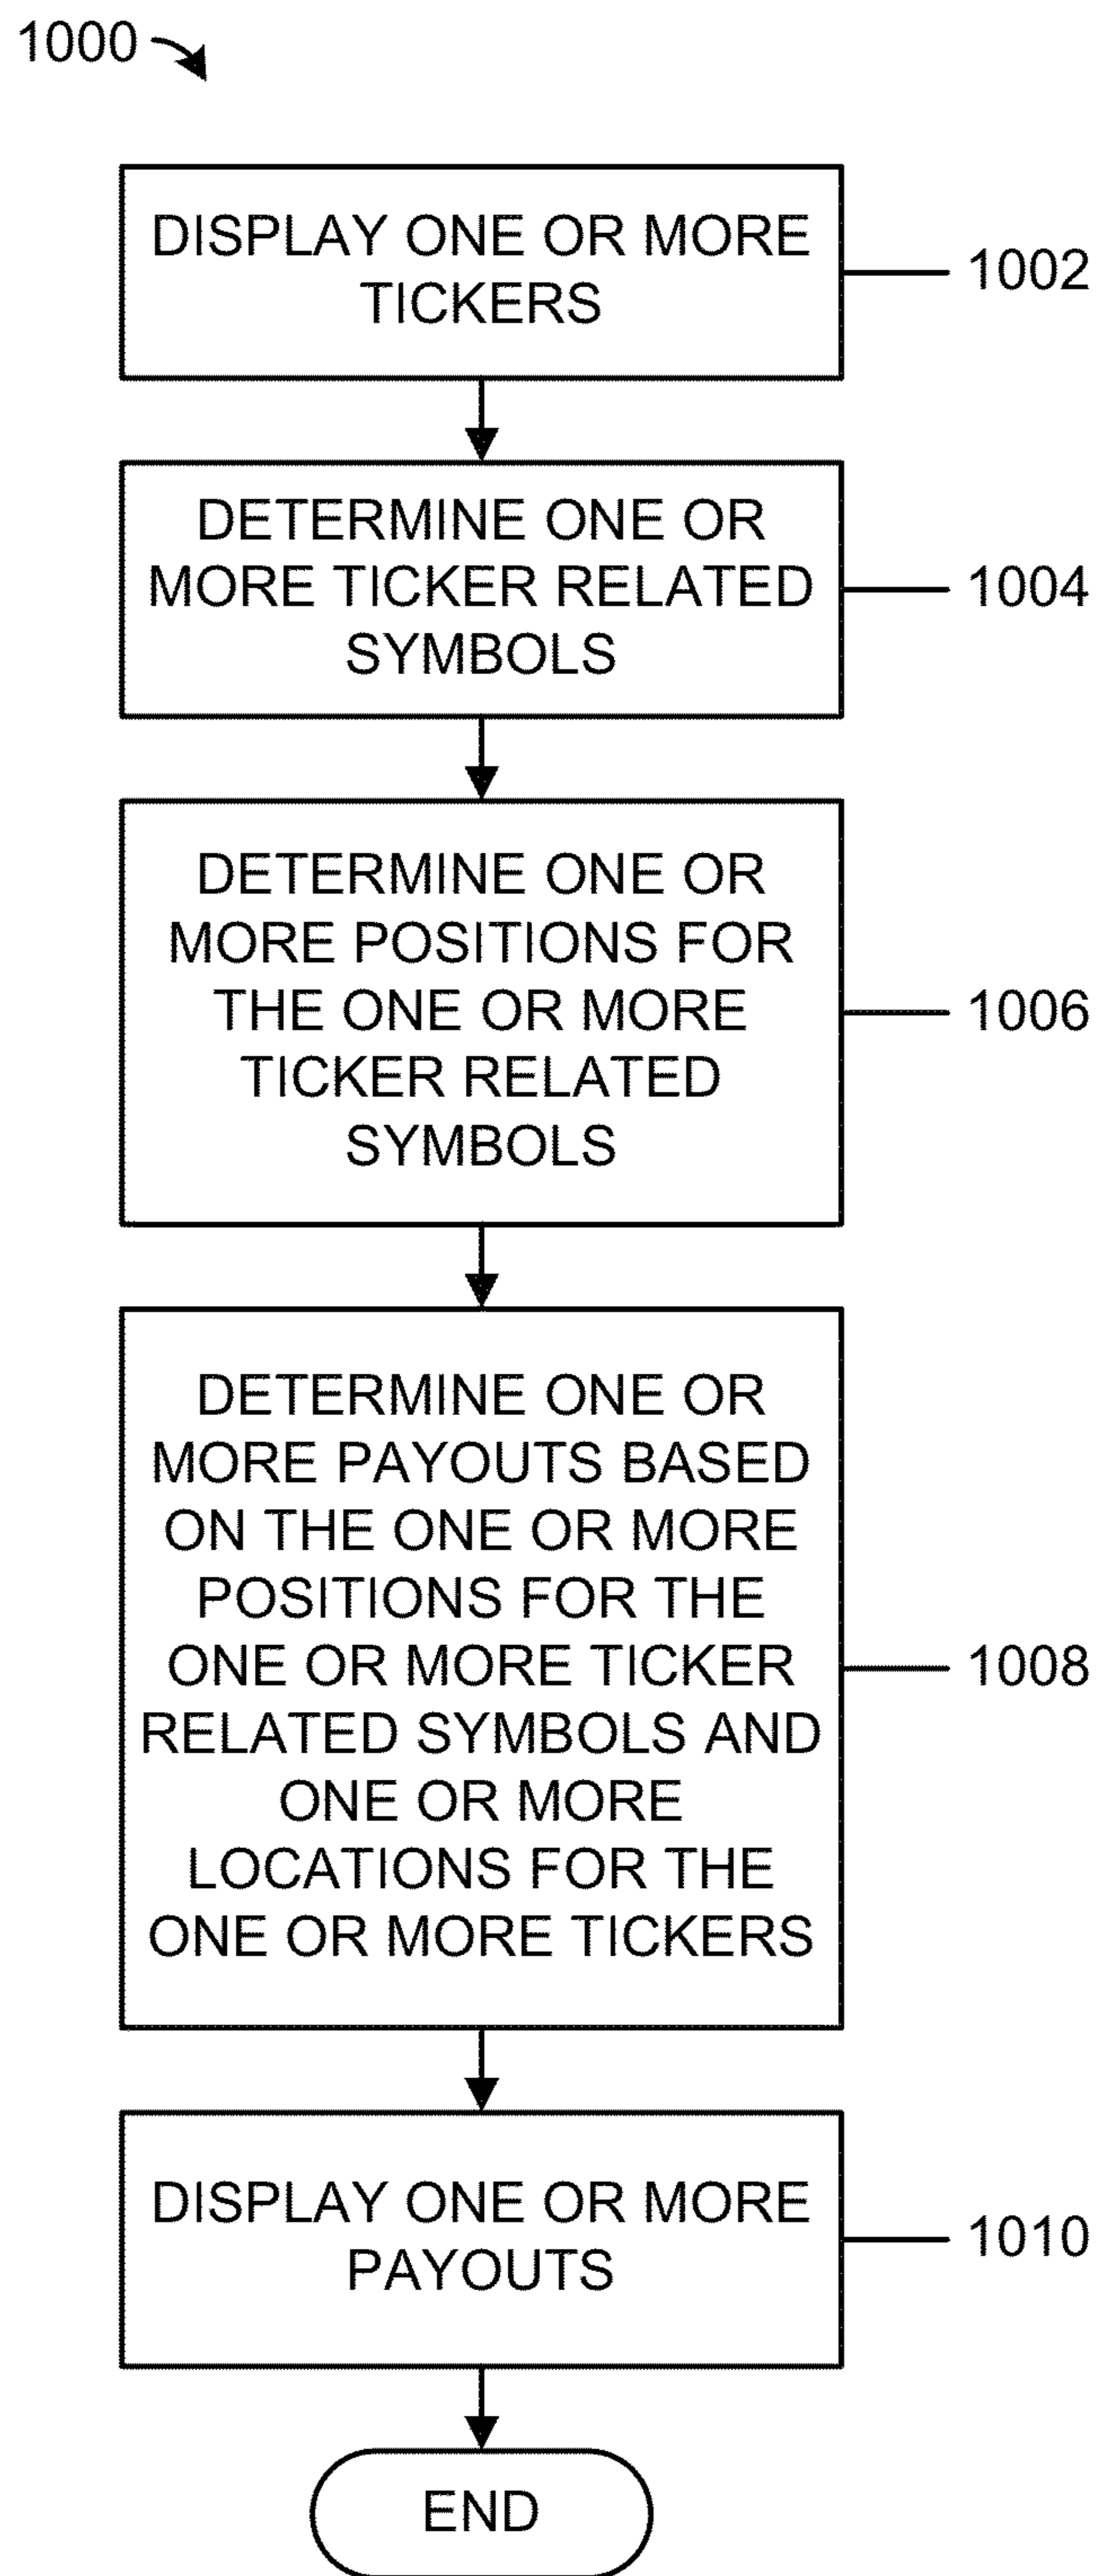 1000
DISPLAY ONE OR MORE
TICKERS
1002
DETERMINE ONE OR
MORE TICKER RELATED
SYMBOLS
1004
DETERMINE ONE OR
MORE POSITIONS FOR
THE ONE OR MORE
TICKER RELATED
SYMBOLS
1006
DETERMINE ONE OR
MORE PAYOUTS BASED
ON THE ONE OR MORE
POSITIONS FOR THE
ONE OR MORE TICKER
RELATED SYMBOLS AND
ONE OR MORE
LOCATIONS FOR THE
ONE OR MORE TICKERS
1008
DISPLAY ONE OR MORE
PAYOUTS
1010
END